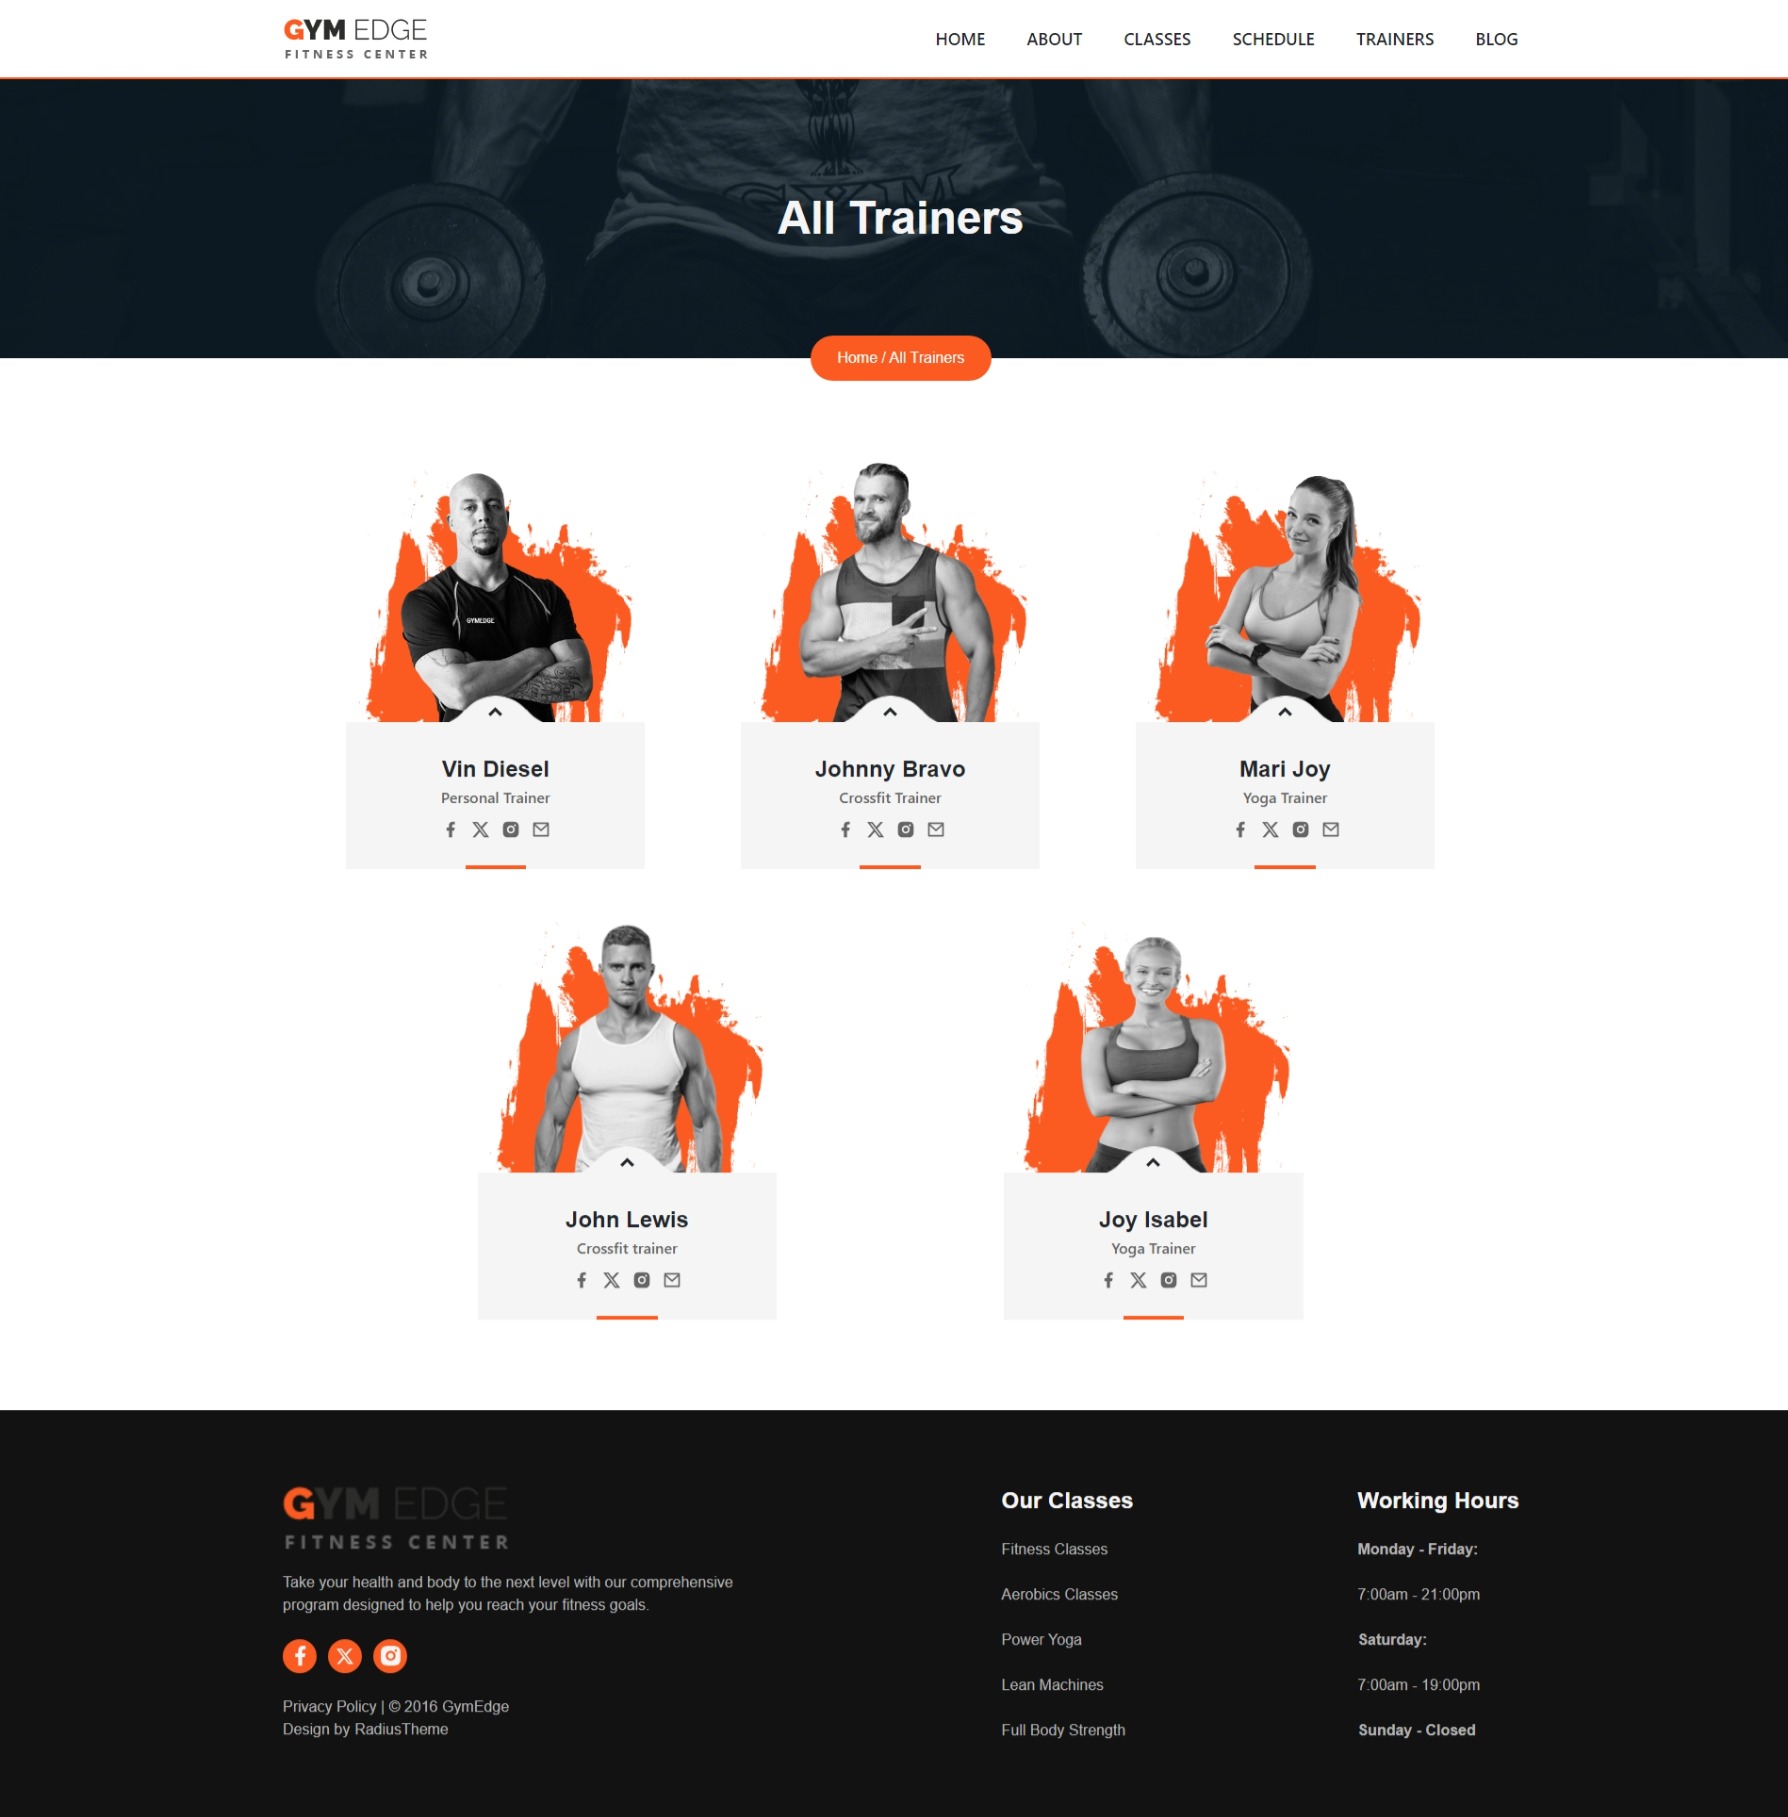 GYM EDGE
FITNESS CENTER
HOME ABOUT CLASSES SCHEDULE TRAINERS BLOG
GYM
All Trainers
Home / All Trainers
GYMEDGE
Vin Diesel
Personal Trainer
Johnny Bravo
Crossfit Trainer
Mari Joy
Yoga Trainer
John Lewis
Crossfit trainer
Joy Isabel
Yoga Trainer
GYM EDGE
FITNESS CENTER
Take your health and body to the next level with our comprehensive
program designed to help you reach your fitness goals.
Privacy Policy | © 2016 GymEdge
Design by RadiusTheme
Our Classes
Fitness Classes
Aerobics Classes
Power Yoga
Lean Machines
Full Body Strength
Working Hours
Monday - Friday:
7:00am - 21:00pm
Saturday:
7:00am - 19:00pm
Sunday - Closed